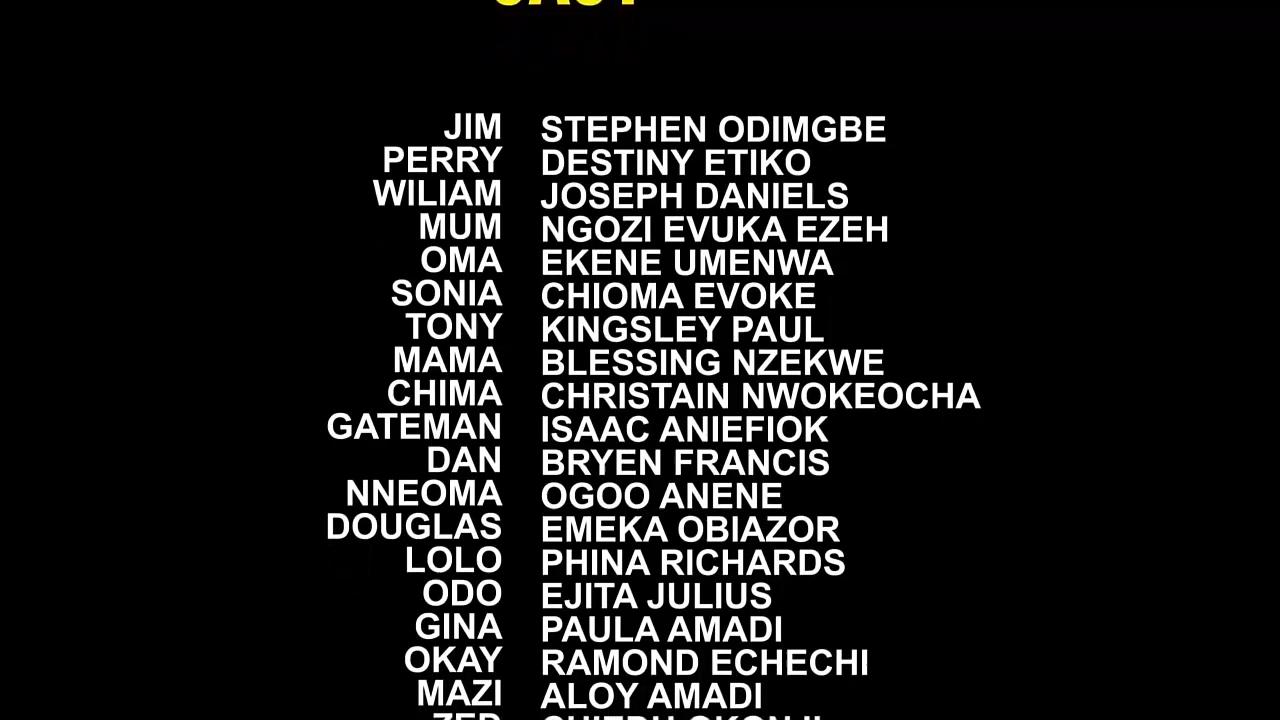 CAST
JIM STEPHEN ODIMGBE
PERRY DESTINY ETIKO
WILIAM JOSEPH DANIELS
MUM NGOZI EVUKA EZEH
OMA EKENE UMENWA
SONIA CHIOMA EVOKE
TONY KINGSLEY PAUL
MAMA BLESSING NZEKWE
CHIMA CHRISTAIN NWOKEOCHA
GATEMAN ISAAC ANIEFIOK
DAN BRYEN FRANCIS
NNEOMA OGOO ANENE
DOUGLAS EMEKA OBIAZOR
LOLO PHINA RICHARDS
ODO EJITA JULIUS
GINA PAULA AMADI
OKAY RAMOND ECHECHI
MAZI ALOY AMADI